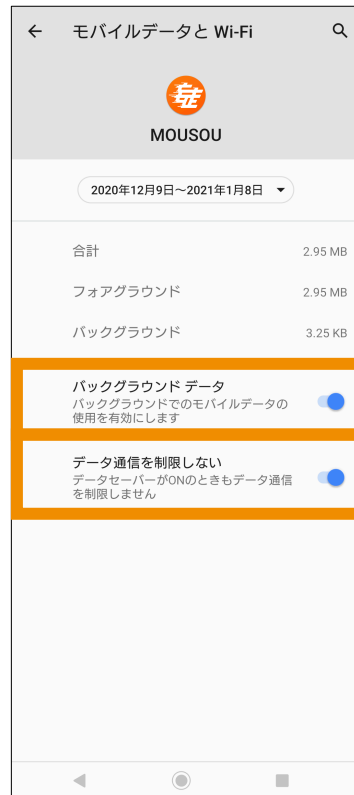 モバイルデータと Wi-Fi
MOUSOU
2020年12月9日～2021年1月8日
合計 2.95 MB
フォアグラウンド 2.95 MB
バックグラウンド 3.25 KB
バックグラウンド データ
バックグラウンドでのモバイルデータの
使用を有効にします
データ通信を制限しない
データセーバーがONのときもデータ通信
を制限しません